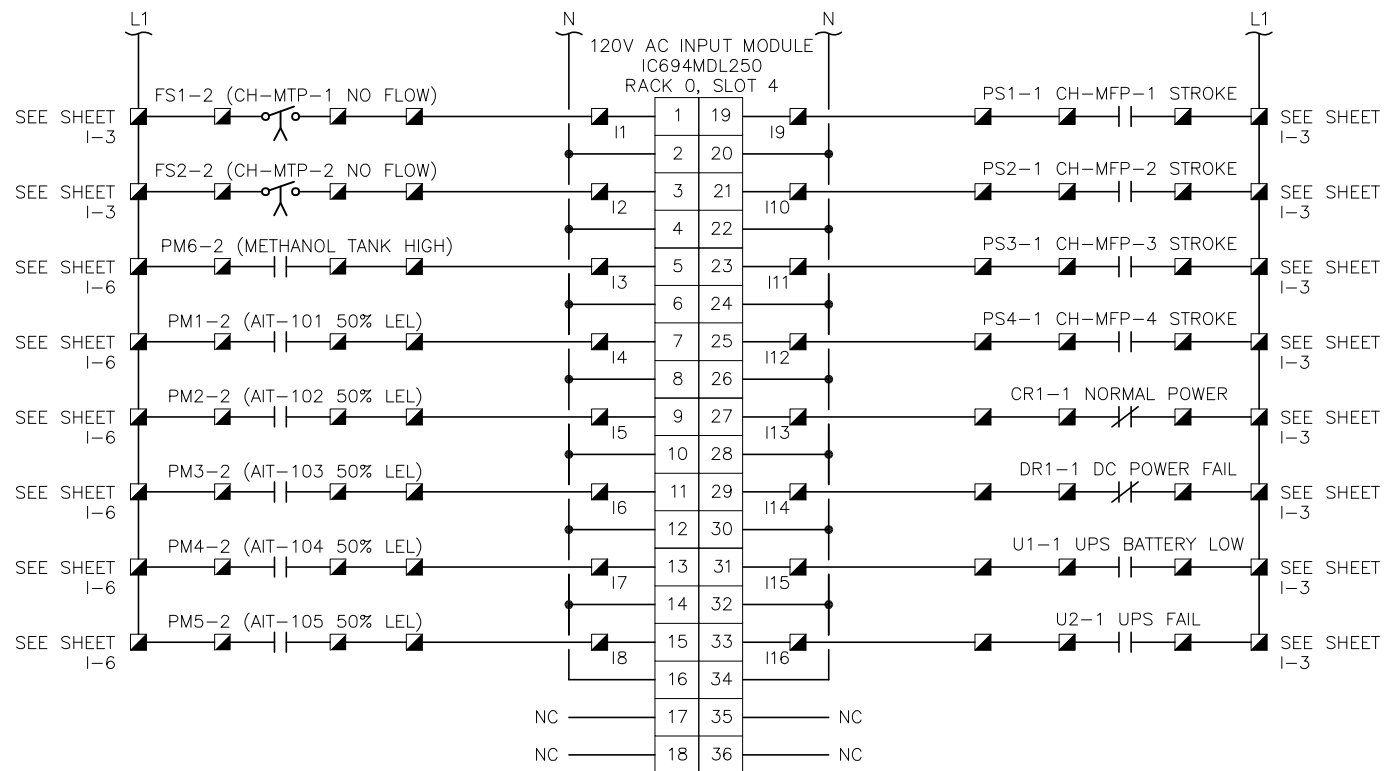 L1
N
N
L1
120V AC INPUT MODULE
IC694MDL250
RACK 0, SLOT 4
SEE SHEET
I-3
FS1-2 (CH-MTP-1 NO FLOW)
I1
1
19
I9
PS1-1 CH-MFP-1 STROKE
SEE SHEET
I-3
2
20
SEE SHEET
I-3
FS2-2 (CH-MTP-2 NO FLOW)
I2
3
21
I10
PS2-1 CH-MFP-2 STROKE
SEE SHEET
I-3
4
22
SEE SHEET
I-6
PM6-2 (METHANOL TANK HIGH)
I3
5
23
I11
PS3-1 CH-MFP-3 STROKE
SEE SHEET
I-3
6
24
SEE SHEET
I-6
PM1-2 (AIT-101 50% LEL)
I4
7
25
I12
PS4-1 CH-MFP-4 STROKE
SEE SHEET
I-3
8
26
SEE SHEET
I-6
PM2-2 (AIT-102 50% LEL)
I5
9
27
I13
CR1-1 NORMAL POWER
SEE SHEET
I-3
10
28
SEE SHEET
I-6
PM3-2 (AIT-103 50% LEL)
I6
11
29
I14
DR1-1 DC POWER FAIL
SEE SHEET
I-3
12
30
SEE SHEET
I-6
PM4-2 (AIT-104 50% LEL)
I7
13
31
I15
U1-1 UPS BATTERY LOW
SEE SHEET
I-3
14
32
SEE SHEET
I-6
PM5-2 (AIT-105 50% LEL)
I8
15
33
I16
U2-1 UPS FAIL
SEE SHEET
I-3
16
34
NC
17
35
NC
NC
18
36
NC